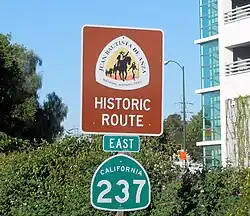 JUAN BAUTISTA DE ANZA
HISTORIC
ROUTE
EAST
CALIFORNIA
237